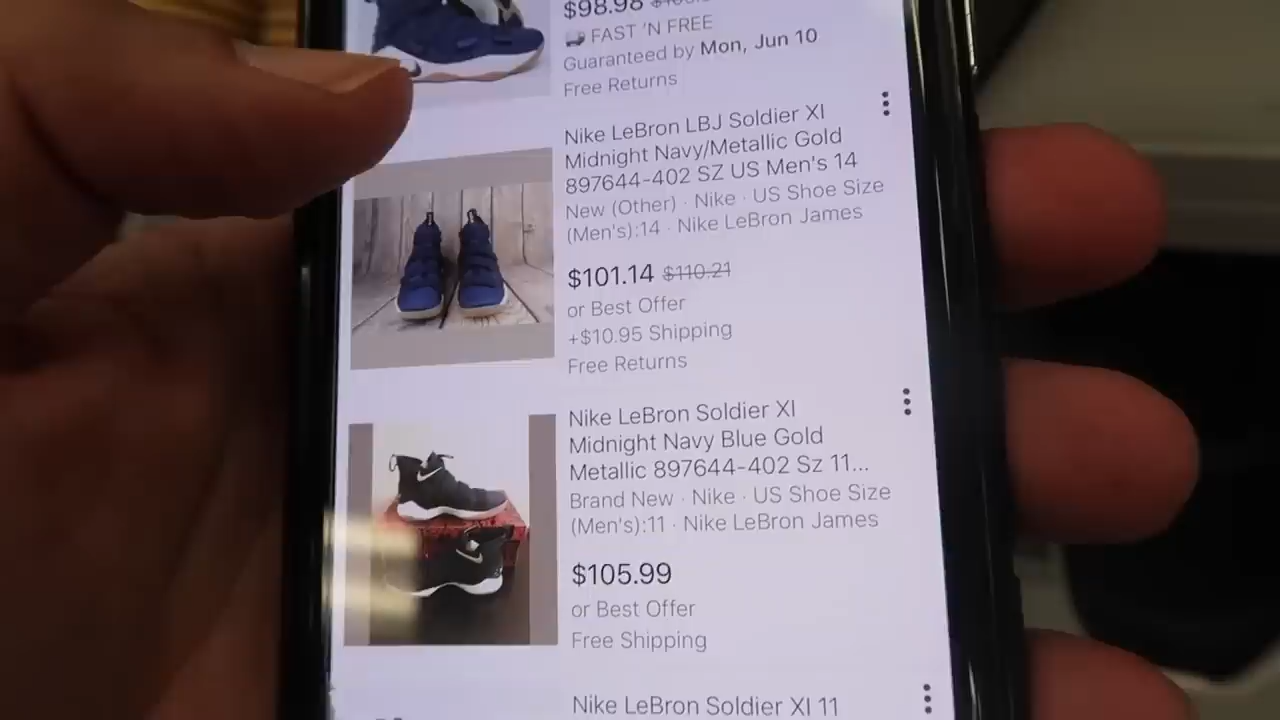 $98.98
FAST 'N FREE
Guaranteed by Mon, Jun 10
Free Returns
Nike LeBron LBJ Soldier XI
Midnight Navy/Metallic Gold
897644-402 SZ US Men's 14
New (Other) · Nike · US Shoe Size
(Men's):14 · Nike LeBron James
$101.14 $110.21
or Best Offer
+$10.95 Shipping
Free Returns
Nike LeBron Soldier XI
Midnight Navy Blue Gold
Metallic 897644-402 Sz 11...
Brand New · Nike · US Shoe Size
(Men's):11 · Nike LeBron James
$105.99
or Best Offer
Free Shipping
Nike LeBron Soldier XI 11